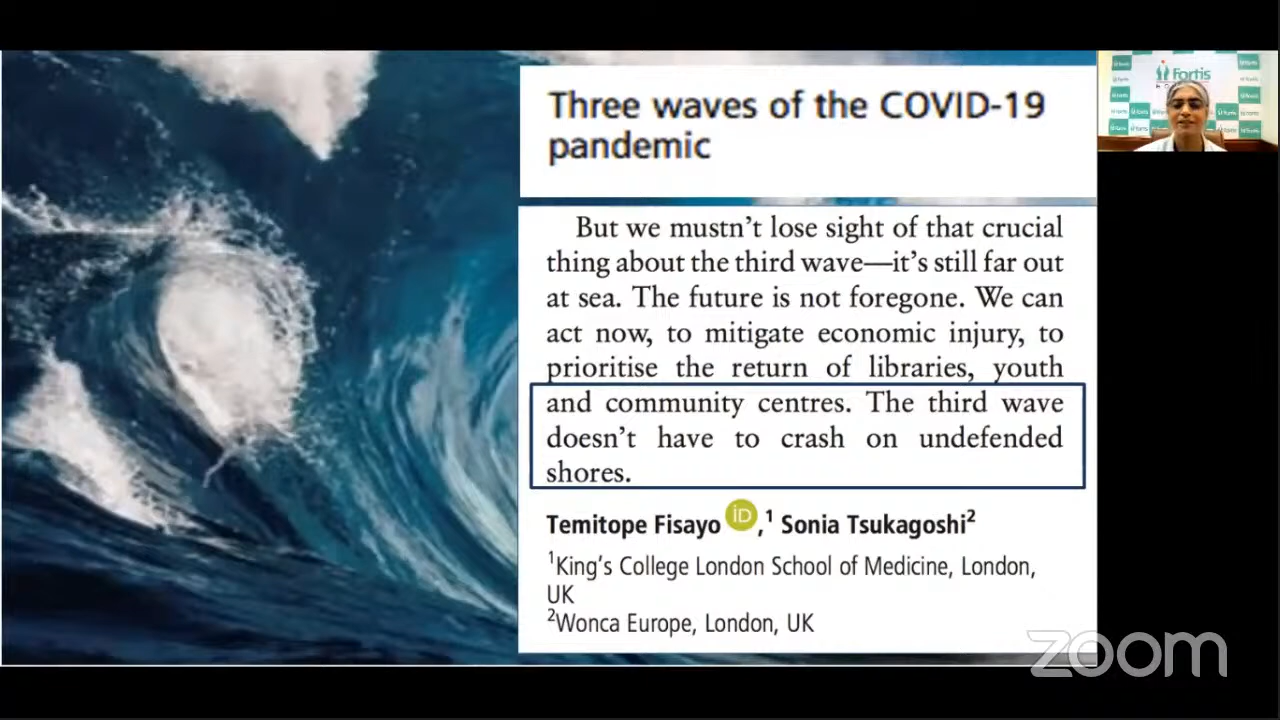 Three waves of the COVID-19
pandemic
But we mustn't lose sight of that crucial
thing about the third wave—it's still far out
at sea. The future is not foregone. We can
act now, to mitigate economic injury, to
prioritise the return of libraries, youth
and community centres. The third wave
doesn't have to crash on undefended
shores.
Temitope Fisayo iD,¹ Sonia Tsukagoshi²
¹King's College London School of Medicine, London,
UK
²Wonca Europe, London, UK
Fortis
zoom